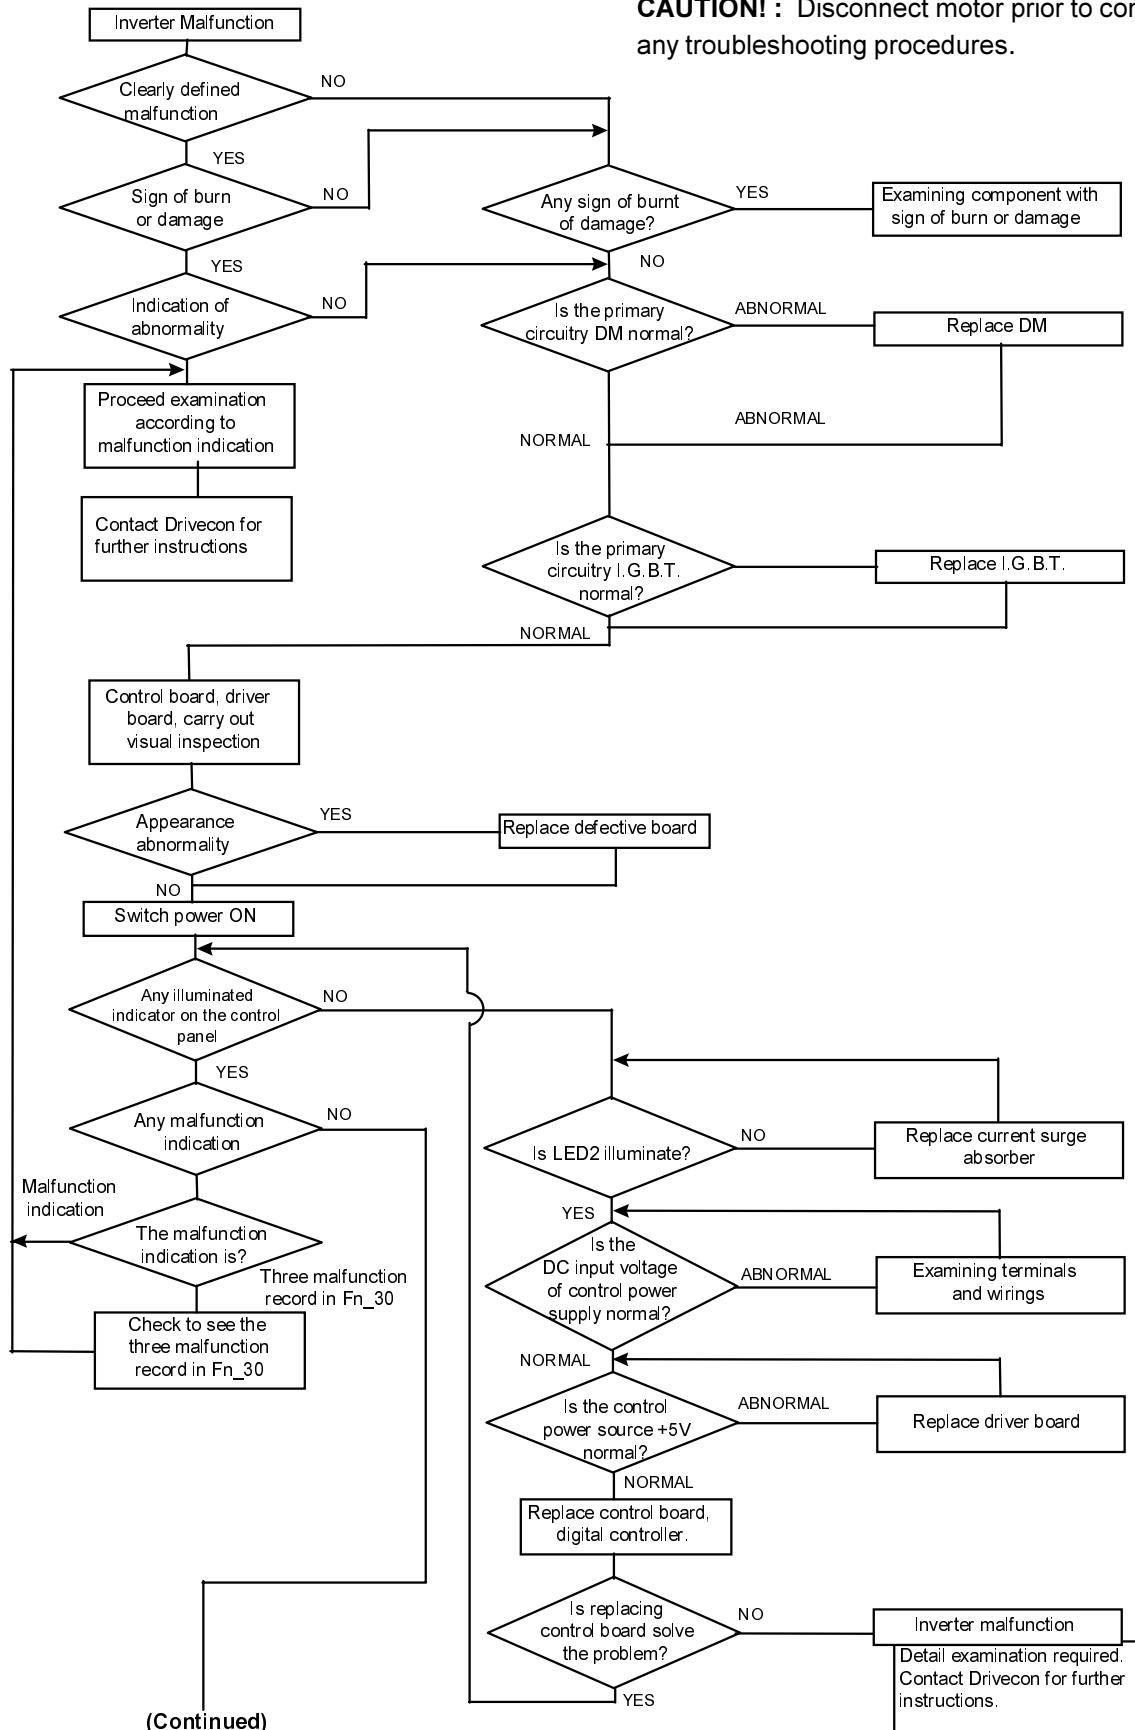 CAUTION! : Disconnect motor prior to
any troubleshooting procedures.
Inverter Malfunction
Clearly defined
malfunction
NO
YES
Sign of burn
or damage
NO
YES
Indication of
abnormality
NO
Proceed examination
according to
malfunction indication
Contact Drivecon for
further instructions
Any sign of burnt
of damage?
YES
Examining component with
sign of burn or damage
NO
Is the primary
circuitry DM normal?
ABNORMAL
Replace DM
ABNORMAL
NORMAL
Is the primary
circuitry I.G.B.T.
normal?
Replace I.G.B.T.
NORMAL
Control board, driver
board, carry out
visual inspection
Appearance
abnormality
YES
Replace defective board
NO
Switch power ON
Any illuminated
indicator on the control
panel
NO
YES
Any malfunction
indication
NO
Malfunction
indication
The malfunction
indication is?
Three malfunction
record in Fn_30
Check to see the
three malfunction
record in Fn_30
Is LED2 illuminate?
NO
Replace current surge
absorber
YES
Is the
DC input voltage
of control power
supply normal?
ABNORMAL
Examining terminals
and wirings
NORMAL
Is the control
power source +5V
normal?
ABNORMAL
Replace driver board
NORMAL
Replace control board,
digital controller.
Is replacing
control board solve
the problem?
NO
Inverter malfunction
Detail examination required.
Contact Drivecon for further
instructions.
YES
(Continued)